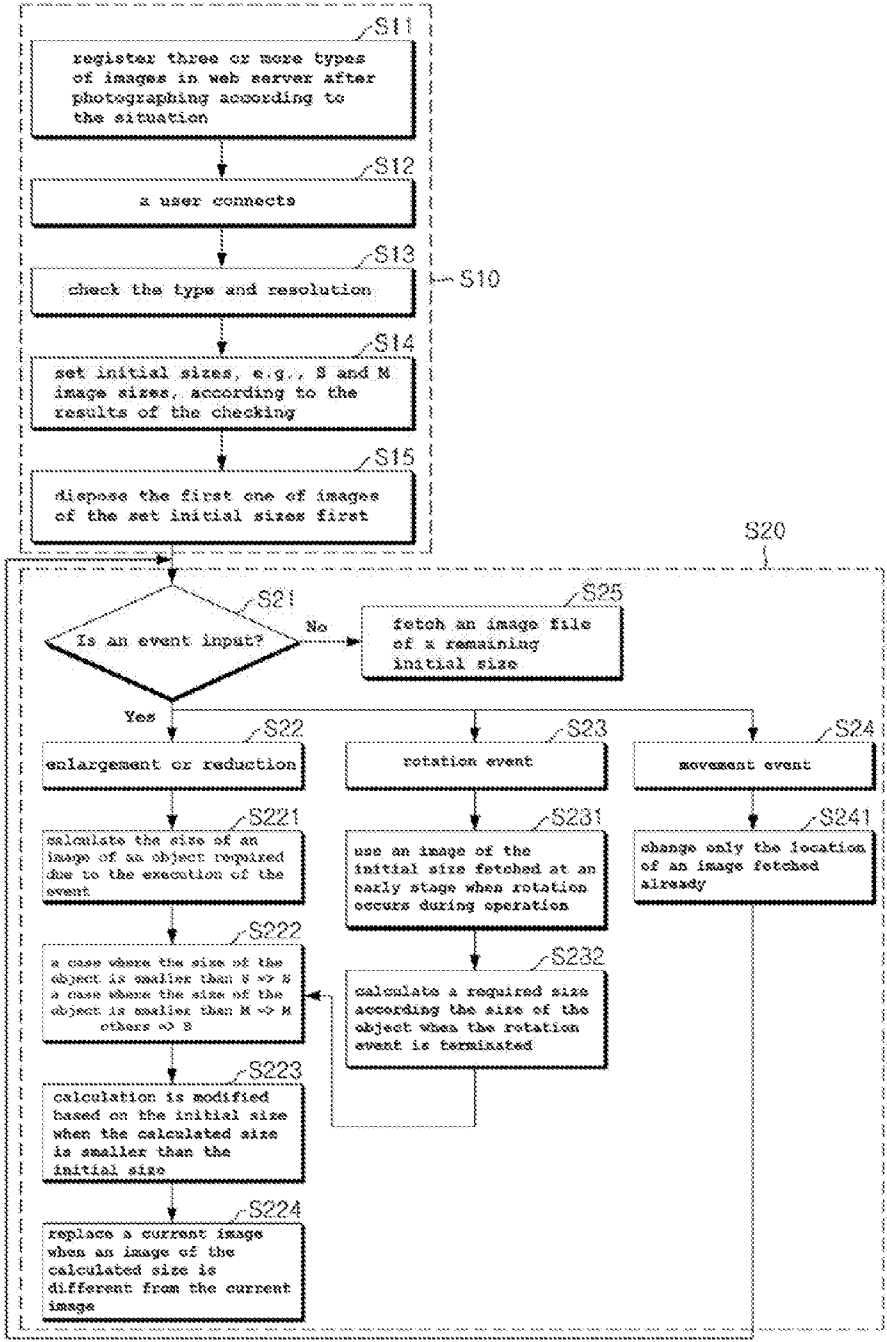 S11
register three or more types
of images in web server after
photographing according to
the situation
S12
a user connects
S13
check the type and resolution
S10
S14
set initial sizes, e.g., S and M
image sizes, according to the
results of the checking
S15
dispose the first one of images
of the set initial sizes first
S20
S21
Is an event input?
No
S25
fetch an image file
of a remaining
initial size
Yes
S22
enlargement or reduction
S23
rotation event
S24
movement event
S221
calculate the size of an
image of an object required
due to the execution of the
event
S231
use an image of the
initial size fetched at an
early stage when rotation
occurs during operation
S241
change only the location
of an image fetched
already
S222
a case where the size of the
object is smaller than S => S
a case where the size of the
object is smaller than M => M
others => B
S232
calculate a required size
according the size of the
object when the rotation
event is terminated
S223
calculation is modified
based on the initial size
when the calculated size
is smaller than the
initial size
S224
replace a current image
when an image of the
calculated size is
different from the current
image